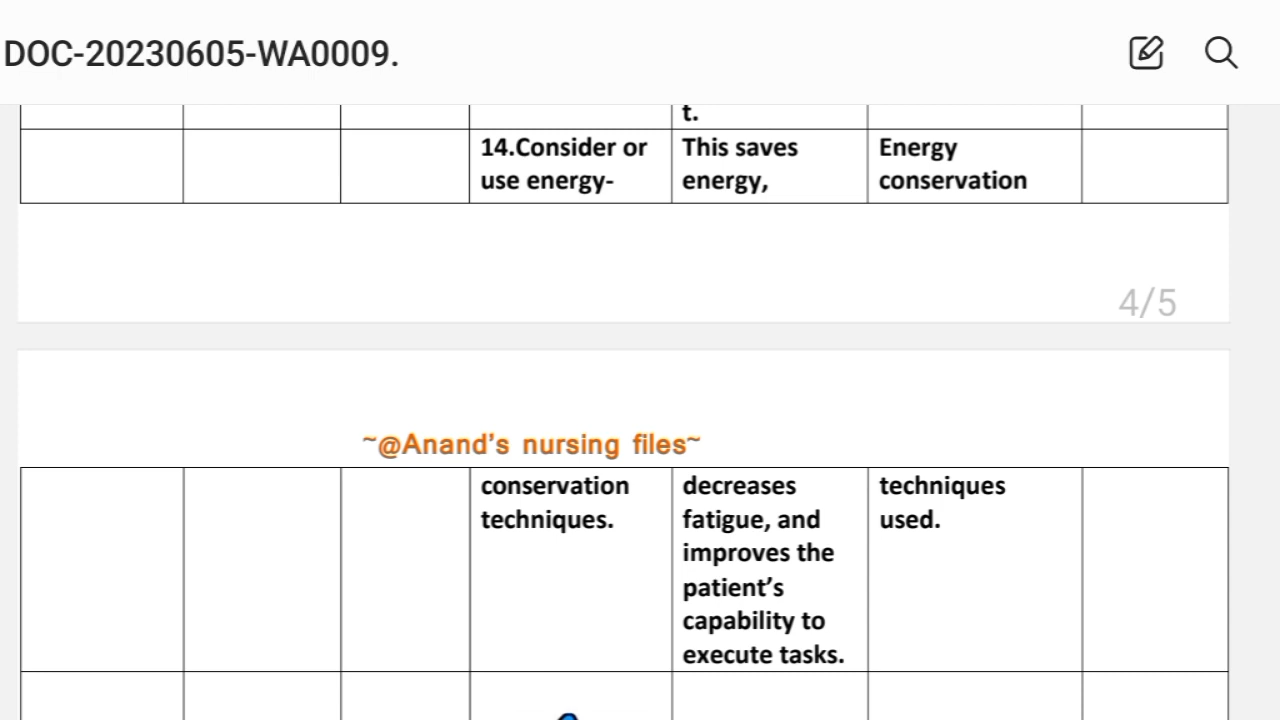 DOC-20230605-WA0009.
t.
14.Consider or
use energy-
This saves
energy,
Energy
conservation
4/5
~@Anand's nursing files~
conservation
techniques.
decreases
fatigue, and
improves the
patient’s
capability to
execute tasks.
techniques
used.